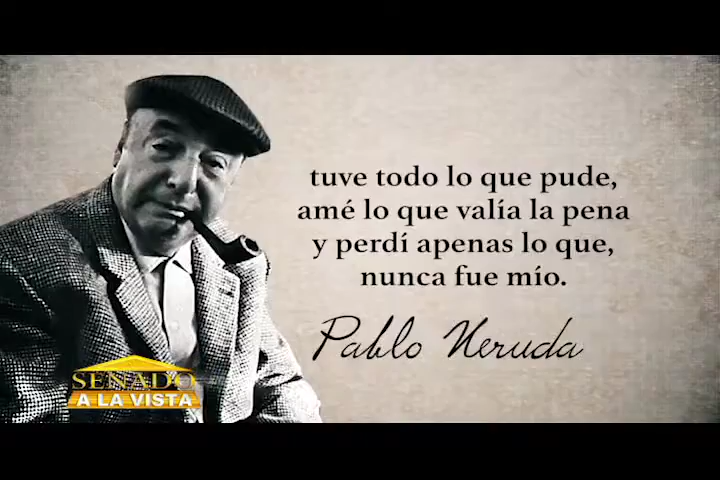 tuve todo lo que pude,
amé lo que valía la pena
y perdí apenas lo que,
nunca fue mío.
Pablo Neruda
SENADO
A LA VISTA